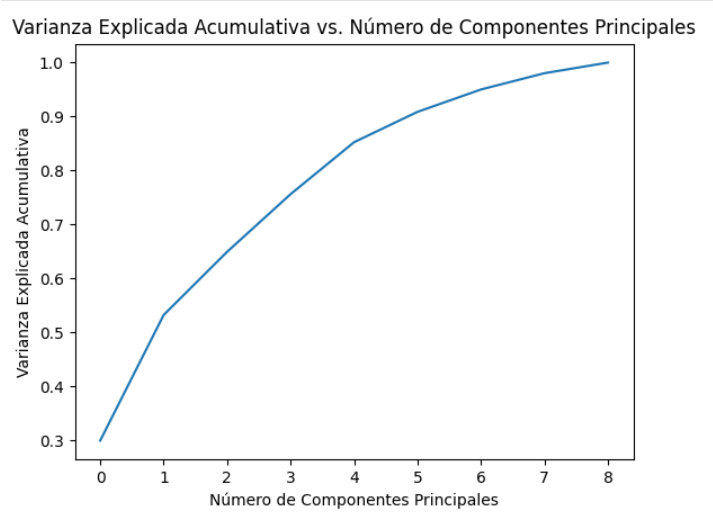 Varianza Explicada Acumulativa vs. Número de Componentes Principales
1.0
0.9
0.8
0.7
0.6
0.5
0.4
0.3
Varianza Explicada Acumulativa
0 1 2 3 4 5 6 7 8
Número de Componentes Principales